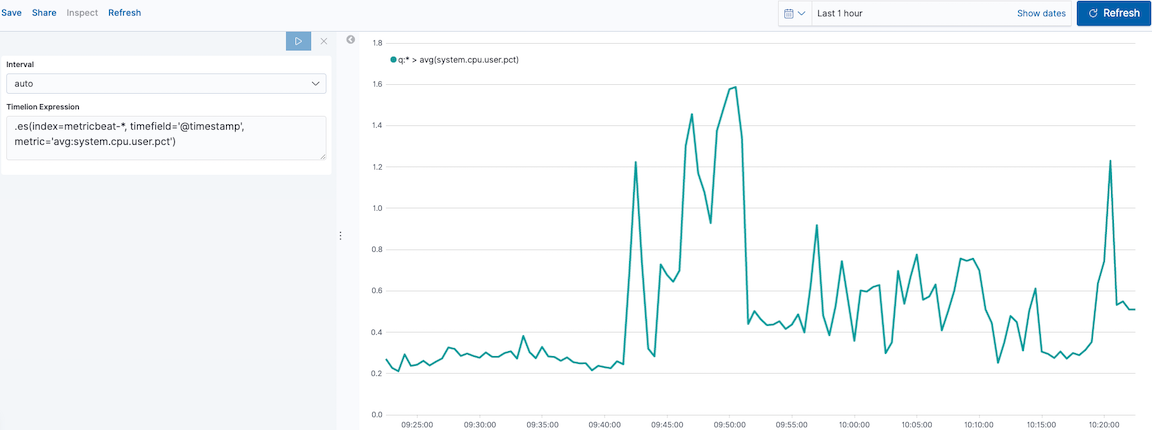 Save Share Inspect Refresh
Last 1 hour Show dates Refresh
Interval
auto
Timelion Expression
.es(index=metricbeat-*, timefield='@timestamp',
metric='avg:system.cpu.user.pct')
q:* > avg(system.cpu.user.pct)
1.8
1.6
1.4
1.2
1.0
0.8
0.6
0.4
0.2
0.0
09:25:00 09:30:00 09:35:00 09:40:00 09:45:00 09:50:00 09:55:00 10:00:00 10:05:00 10:10:00 10:15:00 10:20:00